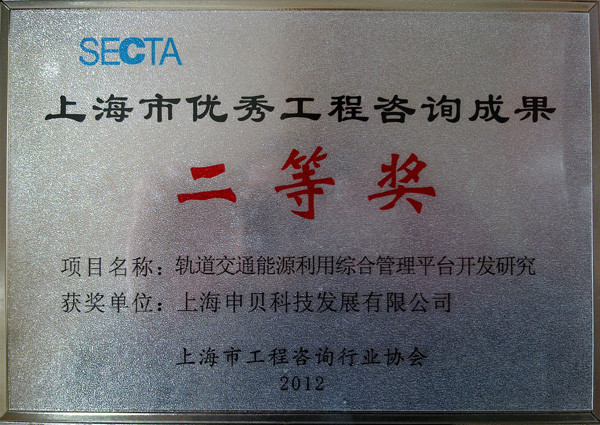 SECTA
上海市优秀工程咨询成果
二等奖
项目名称：轨道交通能源利用综合管理平台开发研究
获奖单位：上海申贝科技发展有限公司
上海市工程咨询行业协会
2012